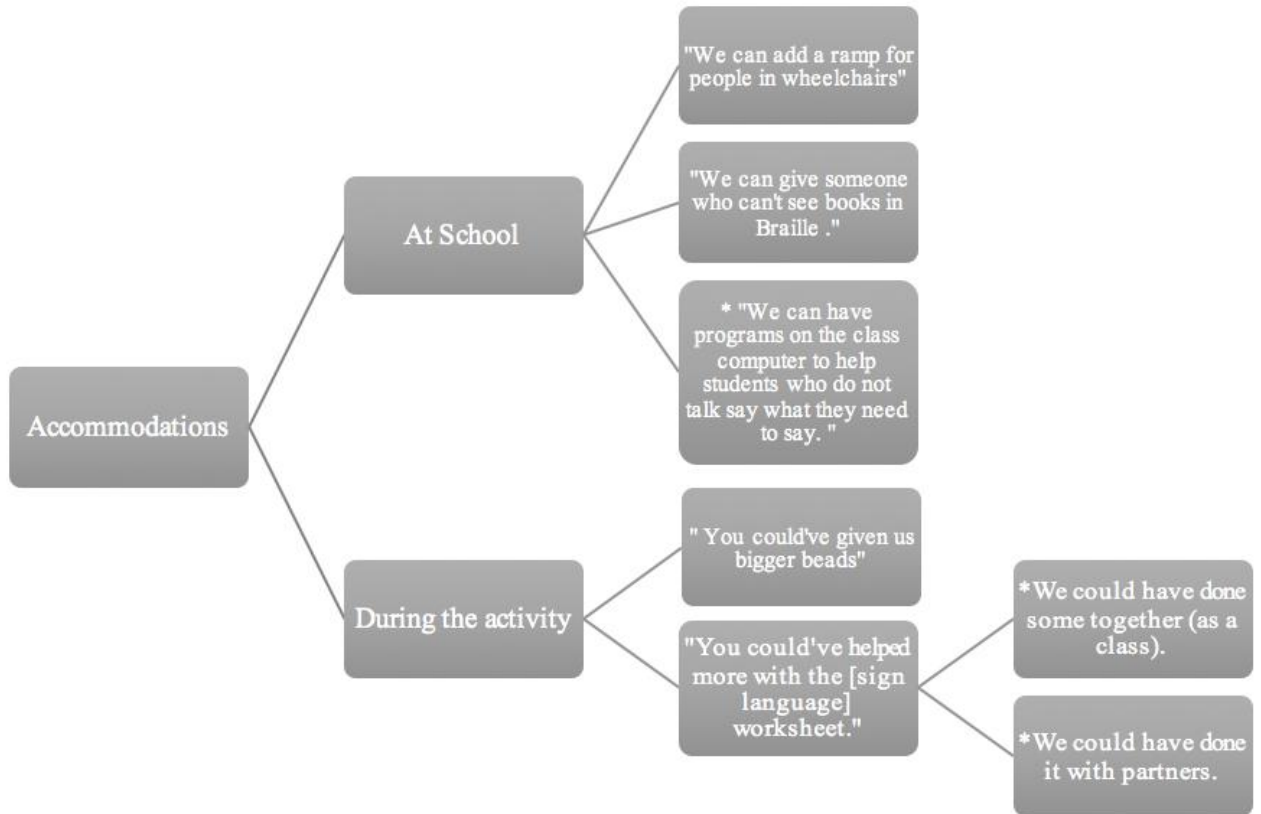 "We can add a ramp for
people in wheelchairs"
"We can give someone
who can't see books in
Braille ."
At School
* "We can have
programs on the class
computer to help
students who do not
talk say what they need
to say. "
Accommodations
" You could've given us
bigger beads"
During the activity
"You could've helped
more with the [sign
language]
worksheet."
*We could have done
some together (as a
class).
*We could have done
it with partners.